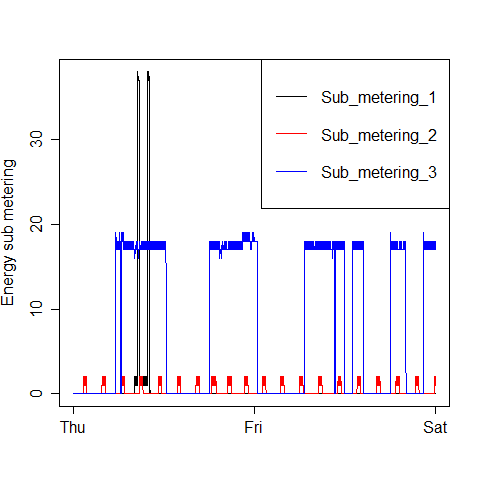 Sub_metering_1
Sub_metering_2
Sub_metering_3
Energy sub metering
30
20
10
0
Thu Fri Sat